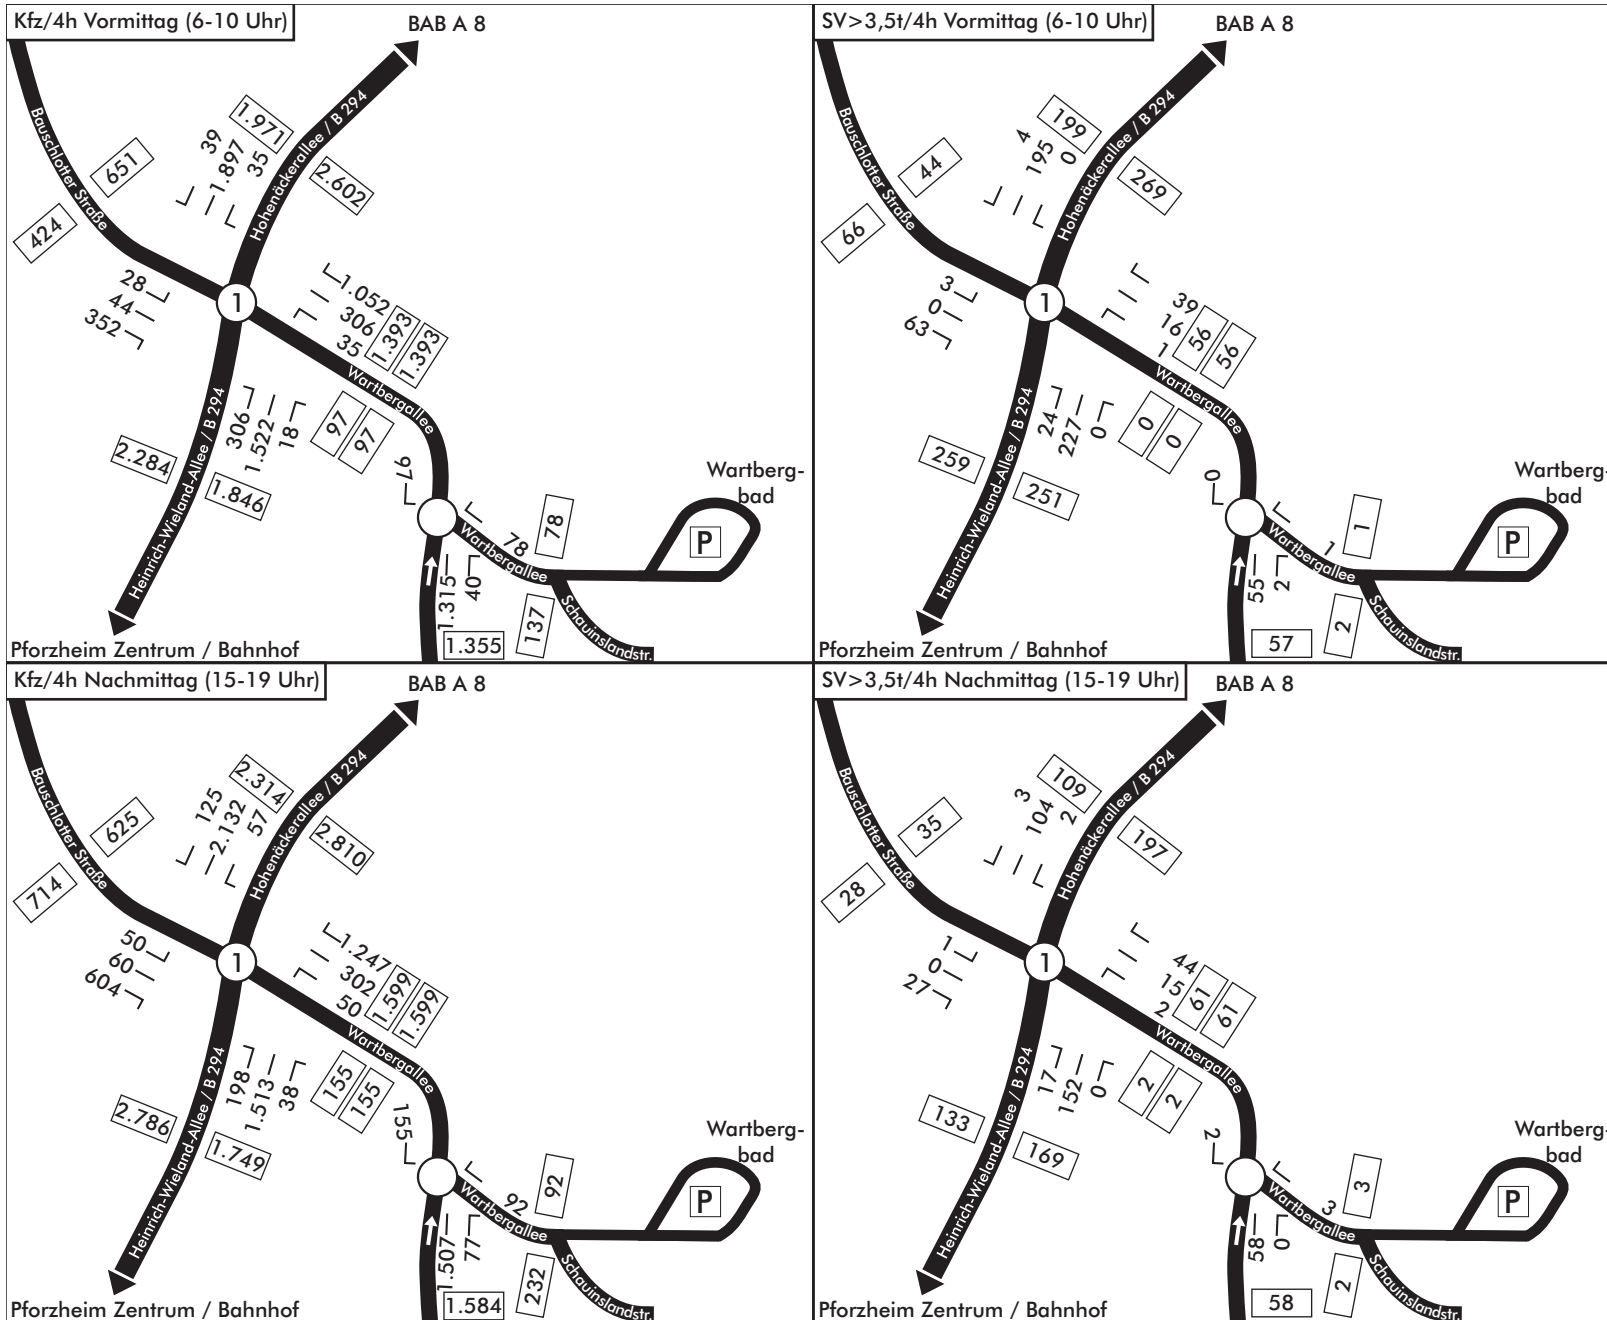 Kfz/4h Vormittag (6-10 Uhr)
BAB A 8
Bauschlotter Straße
651
424
39
1.897
35
1.971
2.602
Hohenäckerallee / B 294
28
44
352
1
1.052
306
35
1.393
1.393
Wartbergallee
306
1.522
18
97
97
2.284
1.846
Heinrich-Wieland-Allee / B 294
97
78
78
Wartbergallee
1.315
40
137
1.355
Schauinslandstr.
Wartberg-
bad
P
Pforzheim Zentrum / Bahnhof
SV>3,5t/4h Vormittag (6-10 Uhr)
BAB A 8
Bauschlotter Straße
44
66
4
195
0
199
269
Hohenäckerallee / B 294
3
0
63
1
39
16
1
56
56
Wartbergallee
24
227
0
0
0
259
251
Heinrich-Wieland-Allee / B 294
0
1
1
Wartbergallee
55
2
2
57
Schauinslandstr.
Wartberg-
bad
P
Pforzheim Zentrum / Bahnhof
Kfz/4h Nachmittag (15-19 Uhr)
BAB A 8
Bauschlotter Straße
625
714
125
2.132
57
2.314
2.810
Hohenäckerallee / B 294
50
60
604
1
1.247
302
50
1.599
1.599
Wartbergallee
198
1.513
38
155
155
2.786
1.749
Heinrich-Wieland-Allee / B 294
155
92
92
Wartbergallee
1.507
77
232
1.584
Schauinslandstr.
Wartberg-
bad
P
Pforzheim Zentrum / Bahnhof
SV>3,5t/4h Nachmittag (15-19 Uhr)
BAB A 8
Bauschlotter Straße
35
28
3
104
2
109
197
Hohenäckerallee / B 294
1
0
27
1
44
15
2
61
61
Wartbergallee
17
152
0
2
2
133
169
Heinrich-Wieland-Allee / B 294
2
3
3
Wartbergallee
58
0
2
58
Schauinslandstr.
Wartberg-
bad
P
Pforzheim Zentrum / Bahnhof